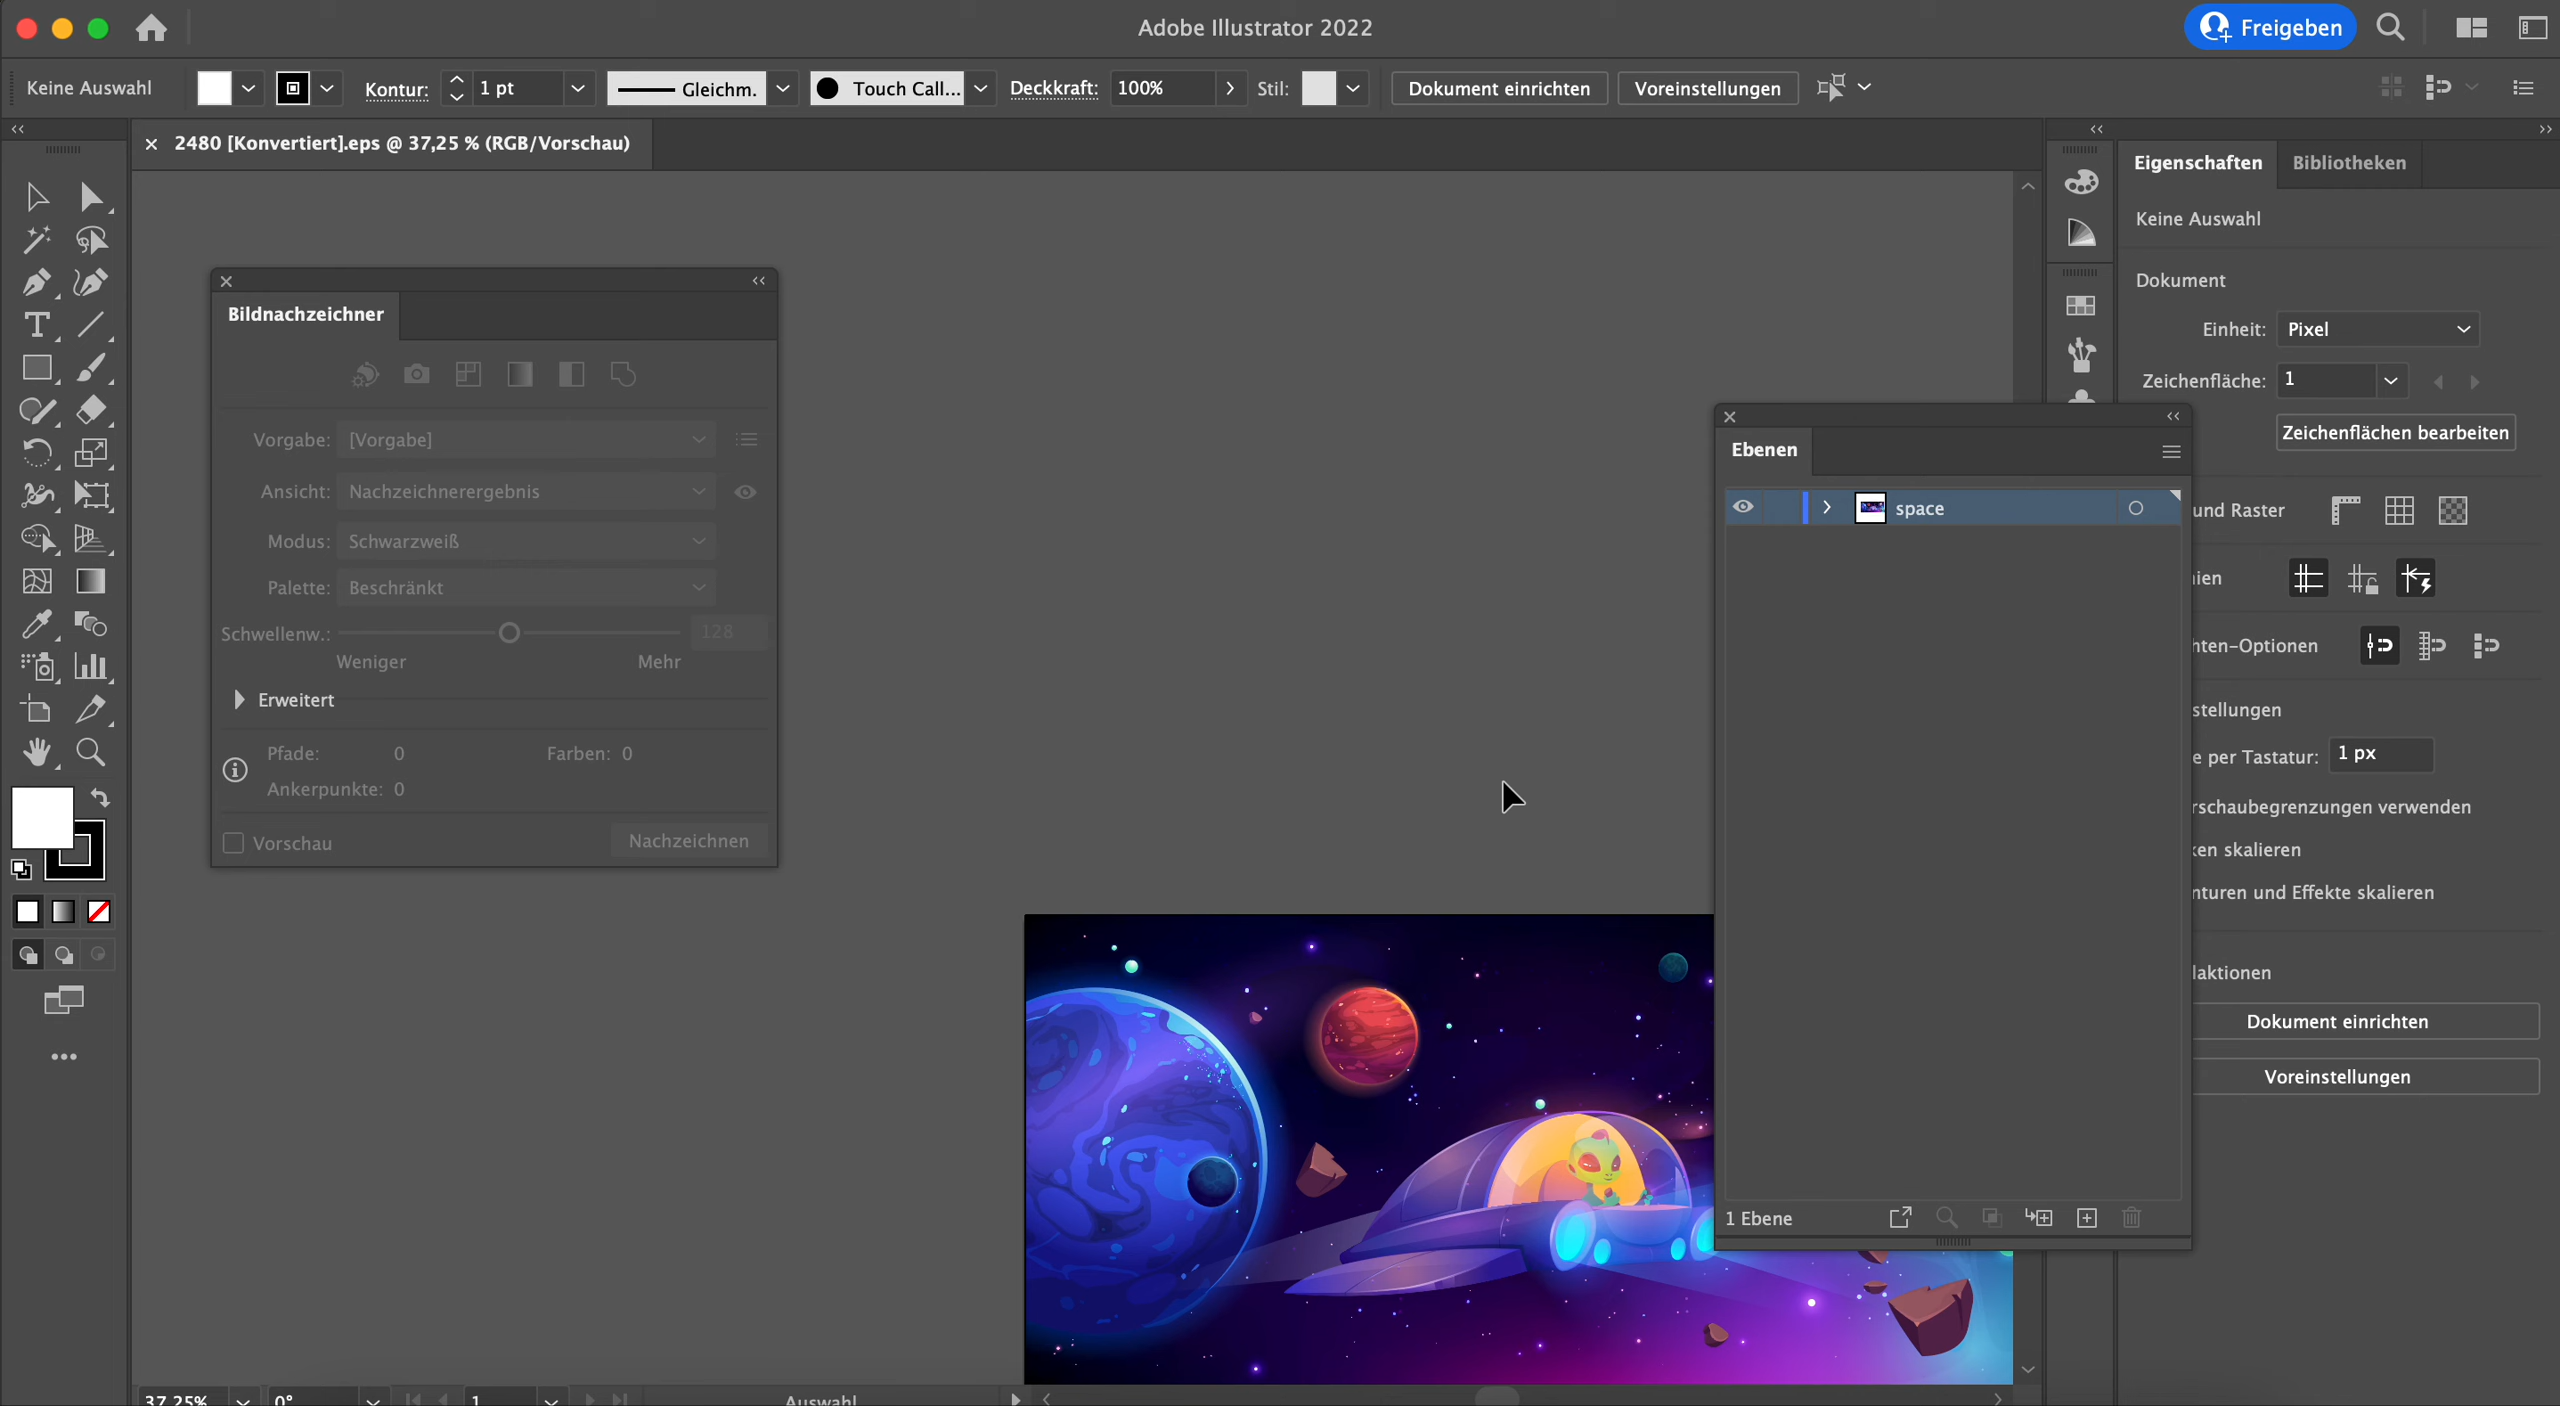 Adobe Illustrator 2022
Freigeben
Keine Auswahl
Kontur:
1 pt
Gleichm.
Touch Call...
Deckkraft:
100%
Stil:
Dokument einrichten
Voreinstellungen
2480 [Konvertiert].eps @ 37,25 % (RGB/Vorschau)
Bildnachzeichner
Vorgabe:
[Vorgabe]
Ansicht:
Nachzeichnerergebnis
Modus:
Schwarzweiß
Palette:
Beschränkt
Schwellenw.:
128
Weniger
Mehr
Erweitert
Pfade: 0
Farben: 0
Ankerpunkte: 0
Vorschau
Nachzeichnen
Ebenen
space
1 Ebene
Eigenschaften
Bibliotheken
Keine Auswahl
Dokument
Einheit:
Pixel
Zeichenfläche:
1
Zeichenflächen bearbeiten
und Raster
ien
hten-Optionen
stellungen
e per Tastatur:
1 px
rschaubegrenzungen verwenden
ken skalieren
nturen und Effekte skalieren
laktionen
Dokument einrichten
Voreinstellungen
37,25%
0°
1
Auswahl